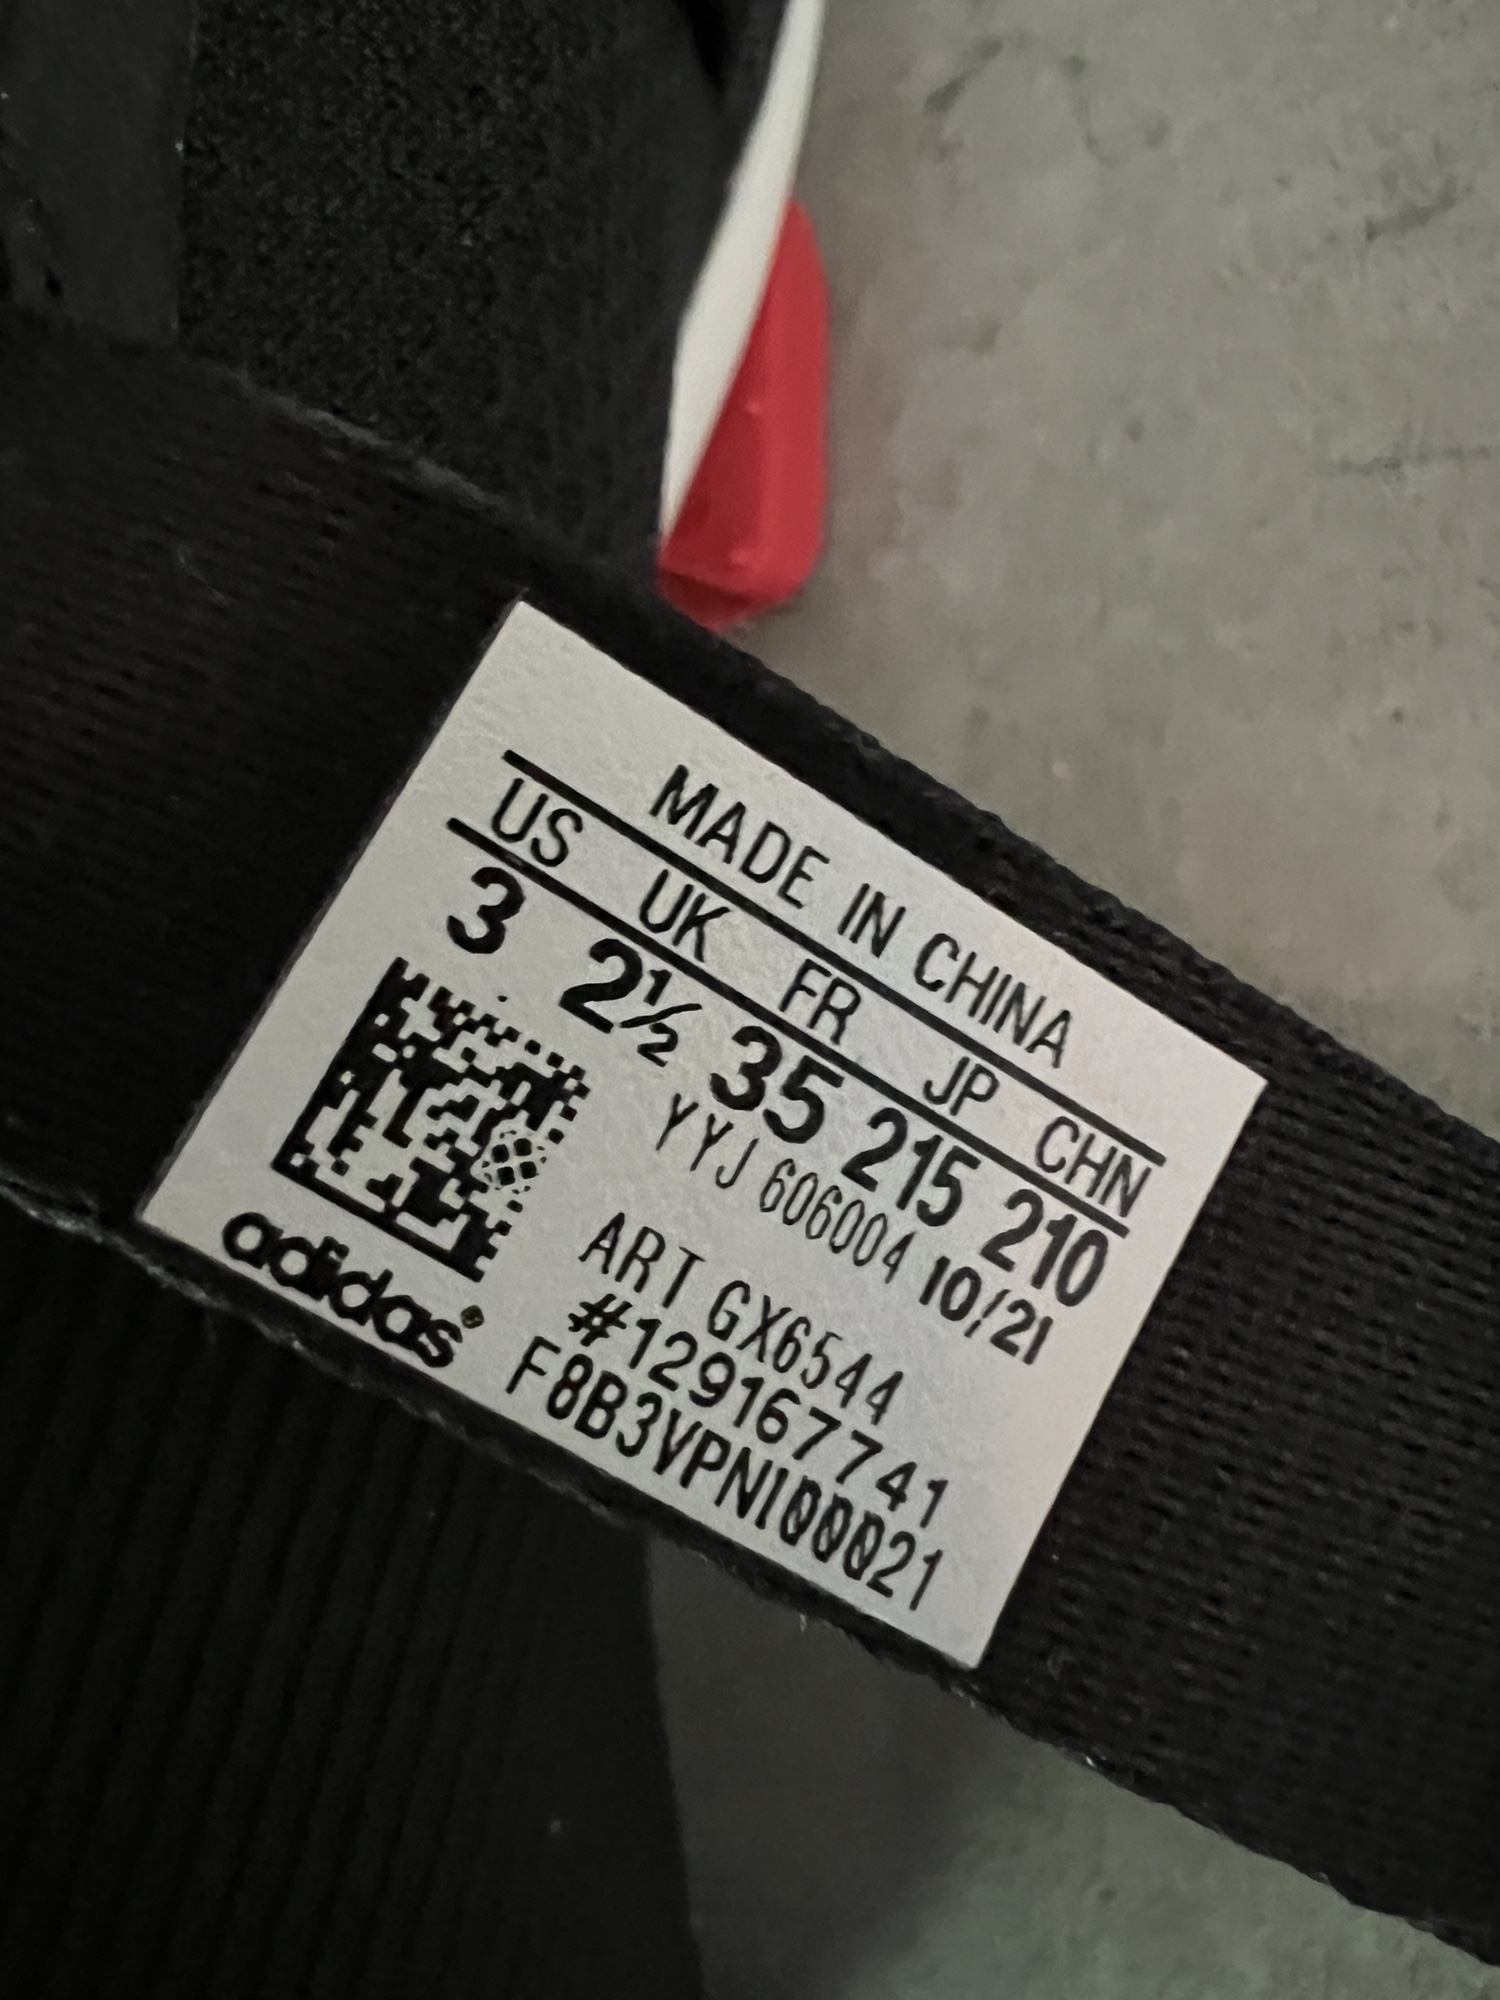 MADE IN CHINA
US UK FR JP CHN
3 2½ 35 215 210
YYJ 606004 10/21
ART GX6544
#129167741
F8B3VPNI00021
adidas